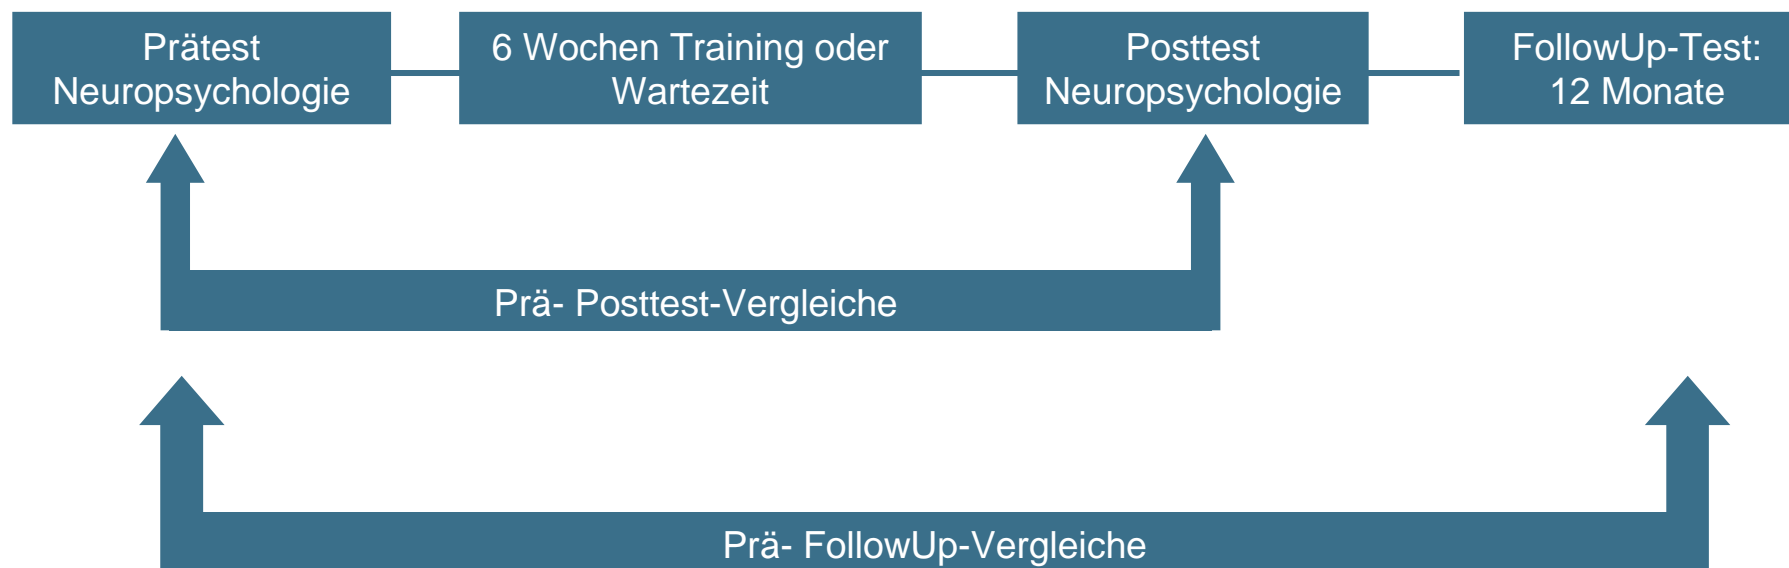 Prätest
Neuropsychologie
6 Wochen Training oder
Wartezeit
Posttest
Neuropsychologie
FollowUp-Test:
12 Monate
Prä- Posttest-Vergleiche
Prä- FollowUp-Vergleiche